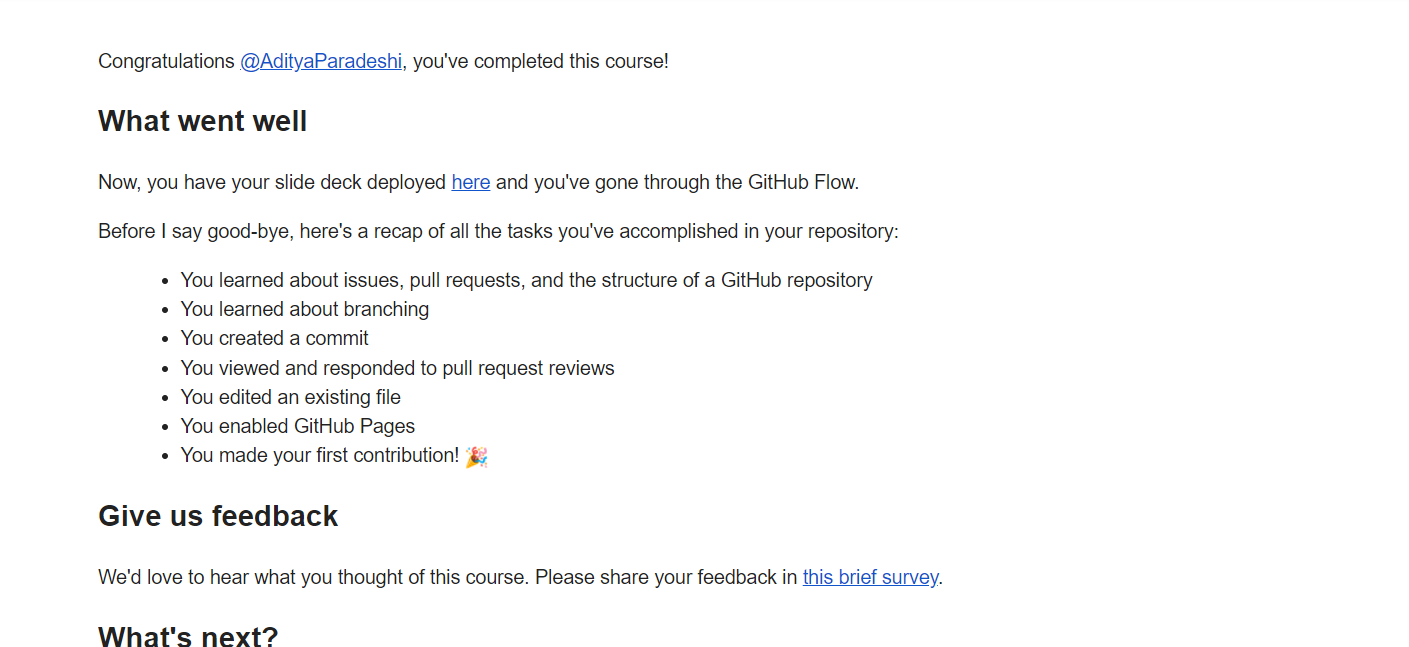 Congratulations @AdityaParadeshi, you've completed this course!
What went well
Now, you have your slide deck deployed here and you've gone through the GitHub Flow.
Before I say good-bye, here's a recap of all the tasks you've accomplished in your repository:
• You learned about issues, pull requests, and the structure of a GitHub repository
• You learned about branching
• You created a commit
• You viewed and responded to pull request reviews
• You edited an existing file
• You enabled GitHub Pages
• You made your first contribution! 🎉
Give us feedback
We'd love to hear what you thought of this course. Please share your feedback in this brief survey.
What's next?